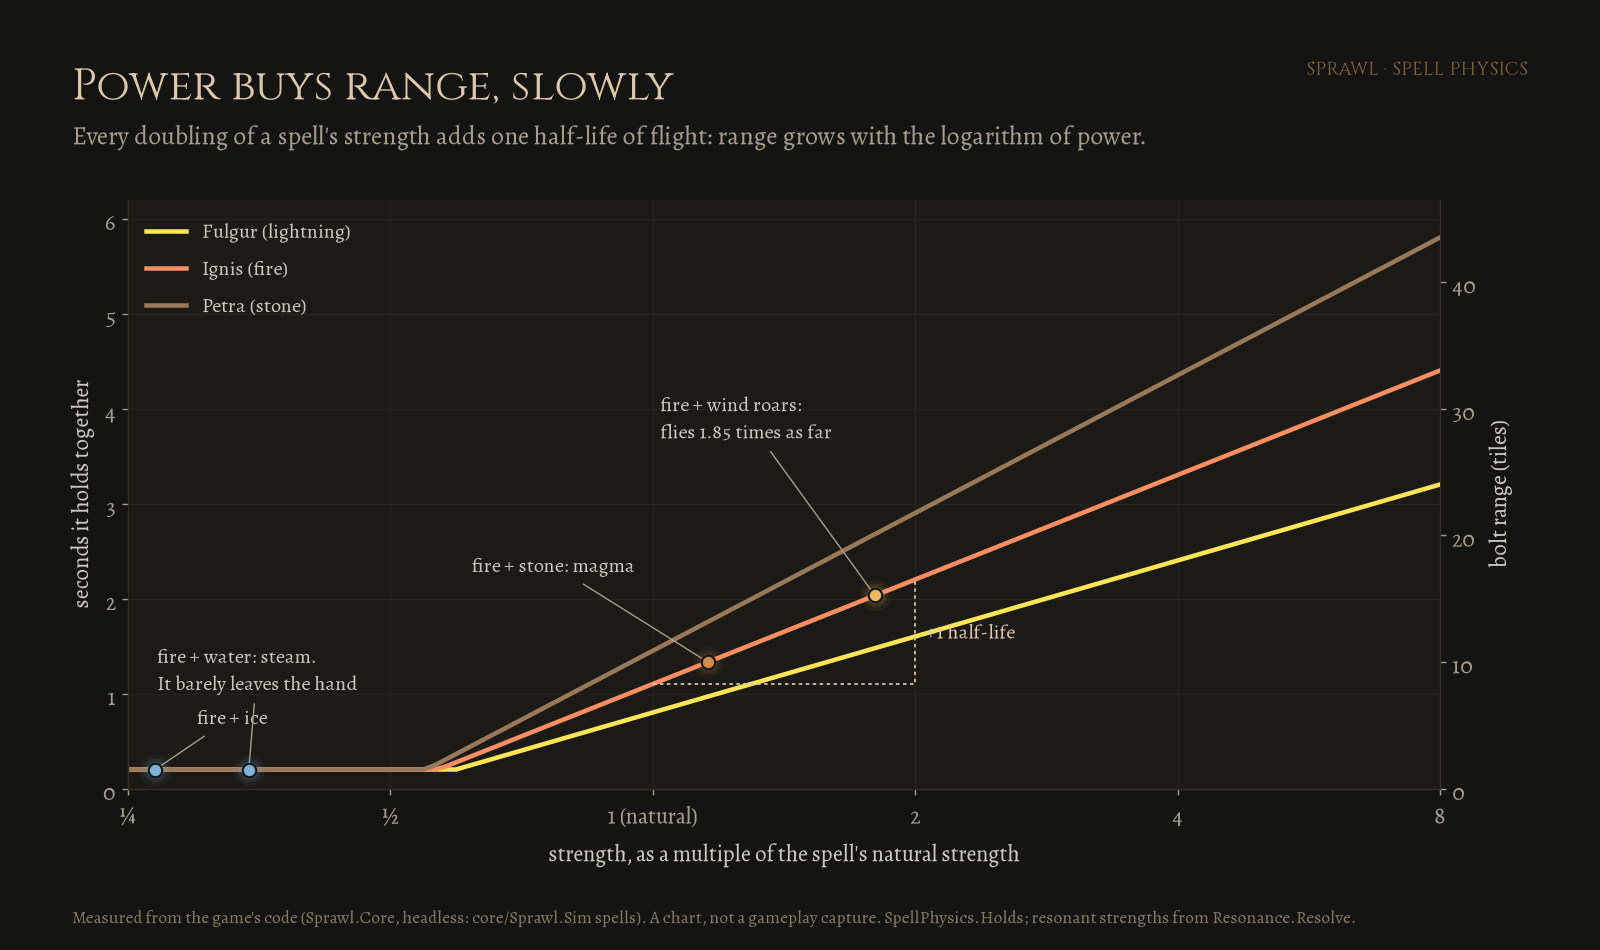 POWER BUYS RANGE, SLOWLY
SPRAWL · SPELL PHYSICS
Every doubling of a spell's strength adds one half-life of flight: range grows with the logarithm of power.
Fulgur (lightning)
Ignis (fire)
Petra (stone)
6
5
4
3
2
1
0
seconds it holds together
40
30
20
10
0
bolt range (tiles)
fire + wind roars:
flies 1.85 times as far
fire + stone: magma
+1 half-life
fire + water: steam.
It barely leaves the hand
fire + ice
¼
½
1 (natural)
2
4
8
strength, as a multiple of the spell's natural strength
Measured from the game's code (Sprawl.Core, headless: core/Sprawl.Sim spells). A chart, not a gameplay capture. SpellPhysics.Holds; resonant strengths from Resonance.Resolve.